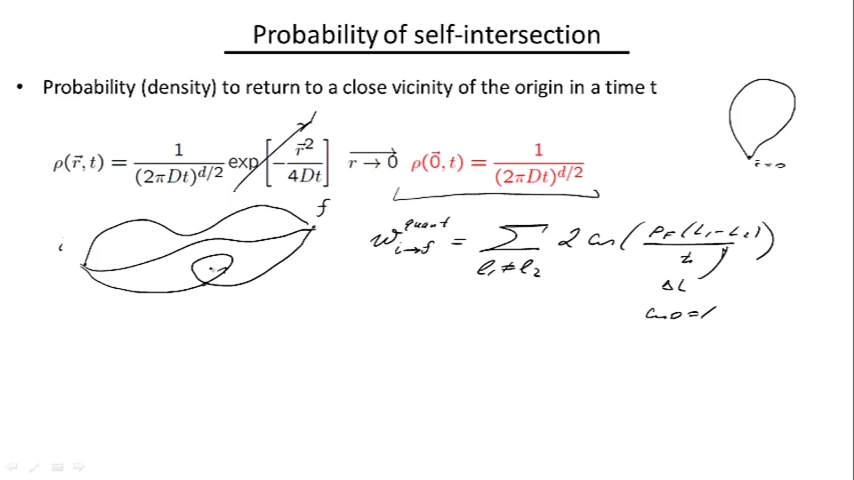 Probability of self-intersection
• Probability (density) to return to a close vicinity of the origin in a time t
r=0
ρ(r⃗, t) = 1/(2πDt)^{d/2} exp[−r⃗²/4Dt] r⃗ → 0 ρ(0⃗, t) = 1/(2πDt)^{d/2}
i f
w_{i→f}^{quant} = ∑_{l₁≠l₂} 2 cos(p_F(L₁−L₂)/ħ)
ΔL
cos0=1